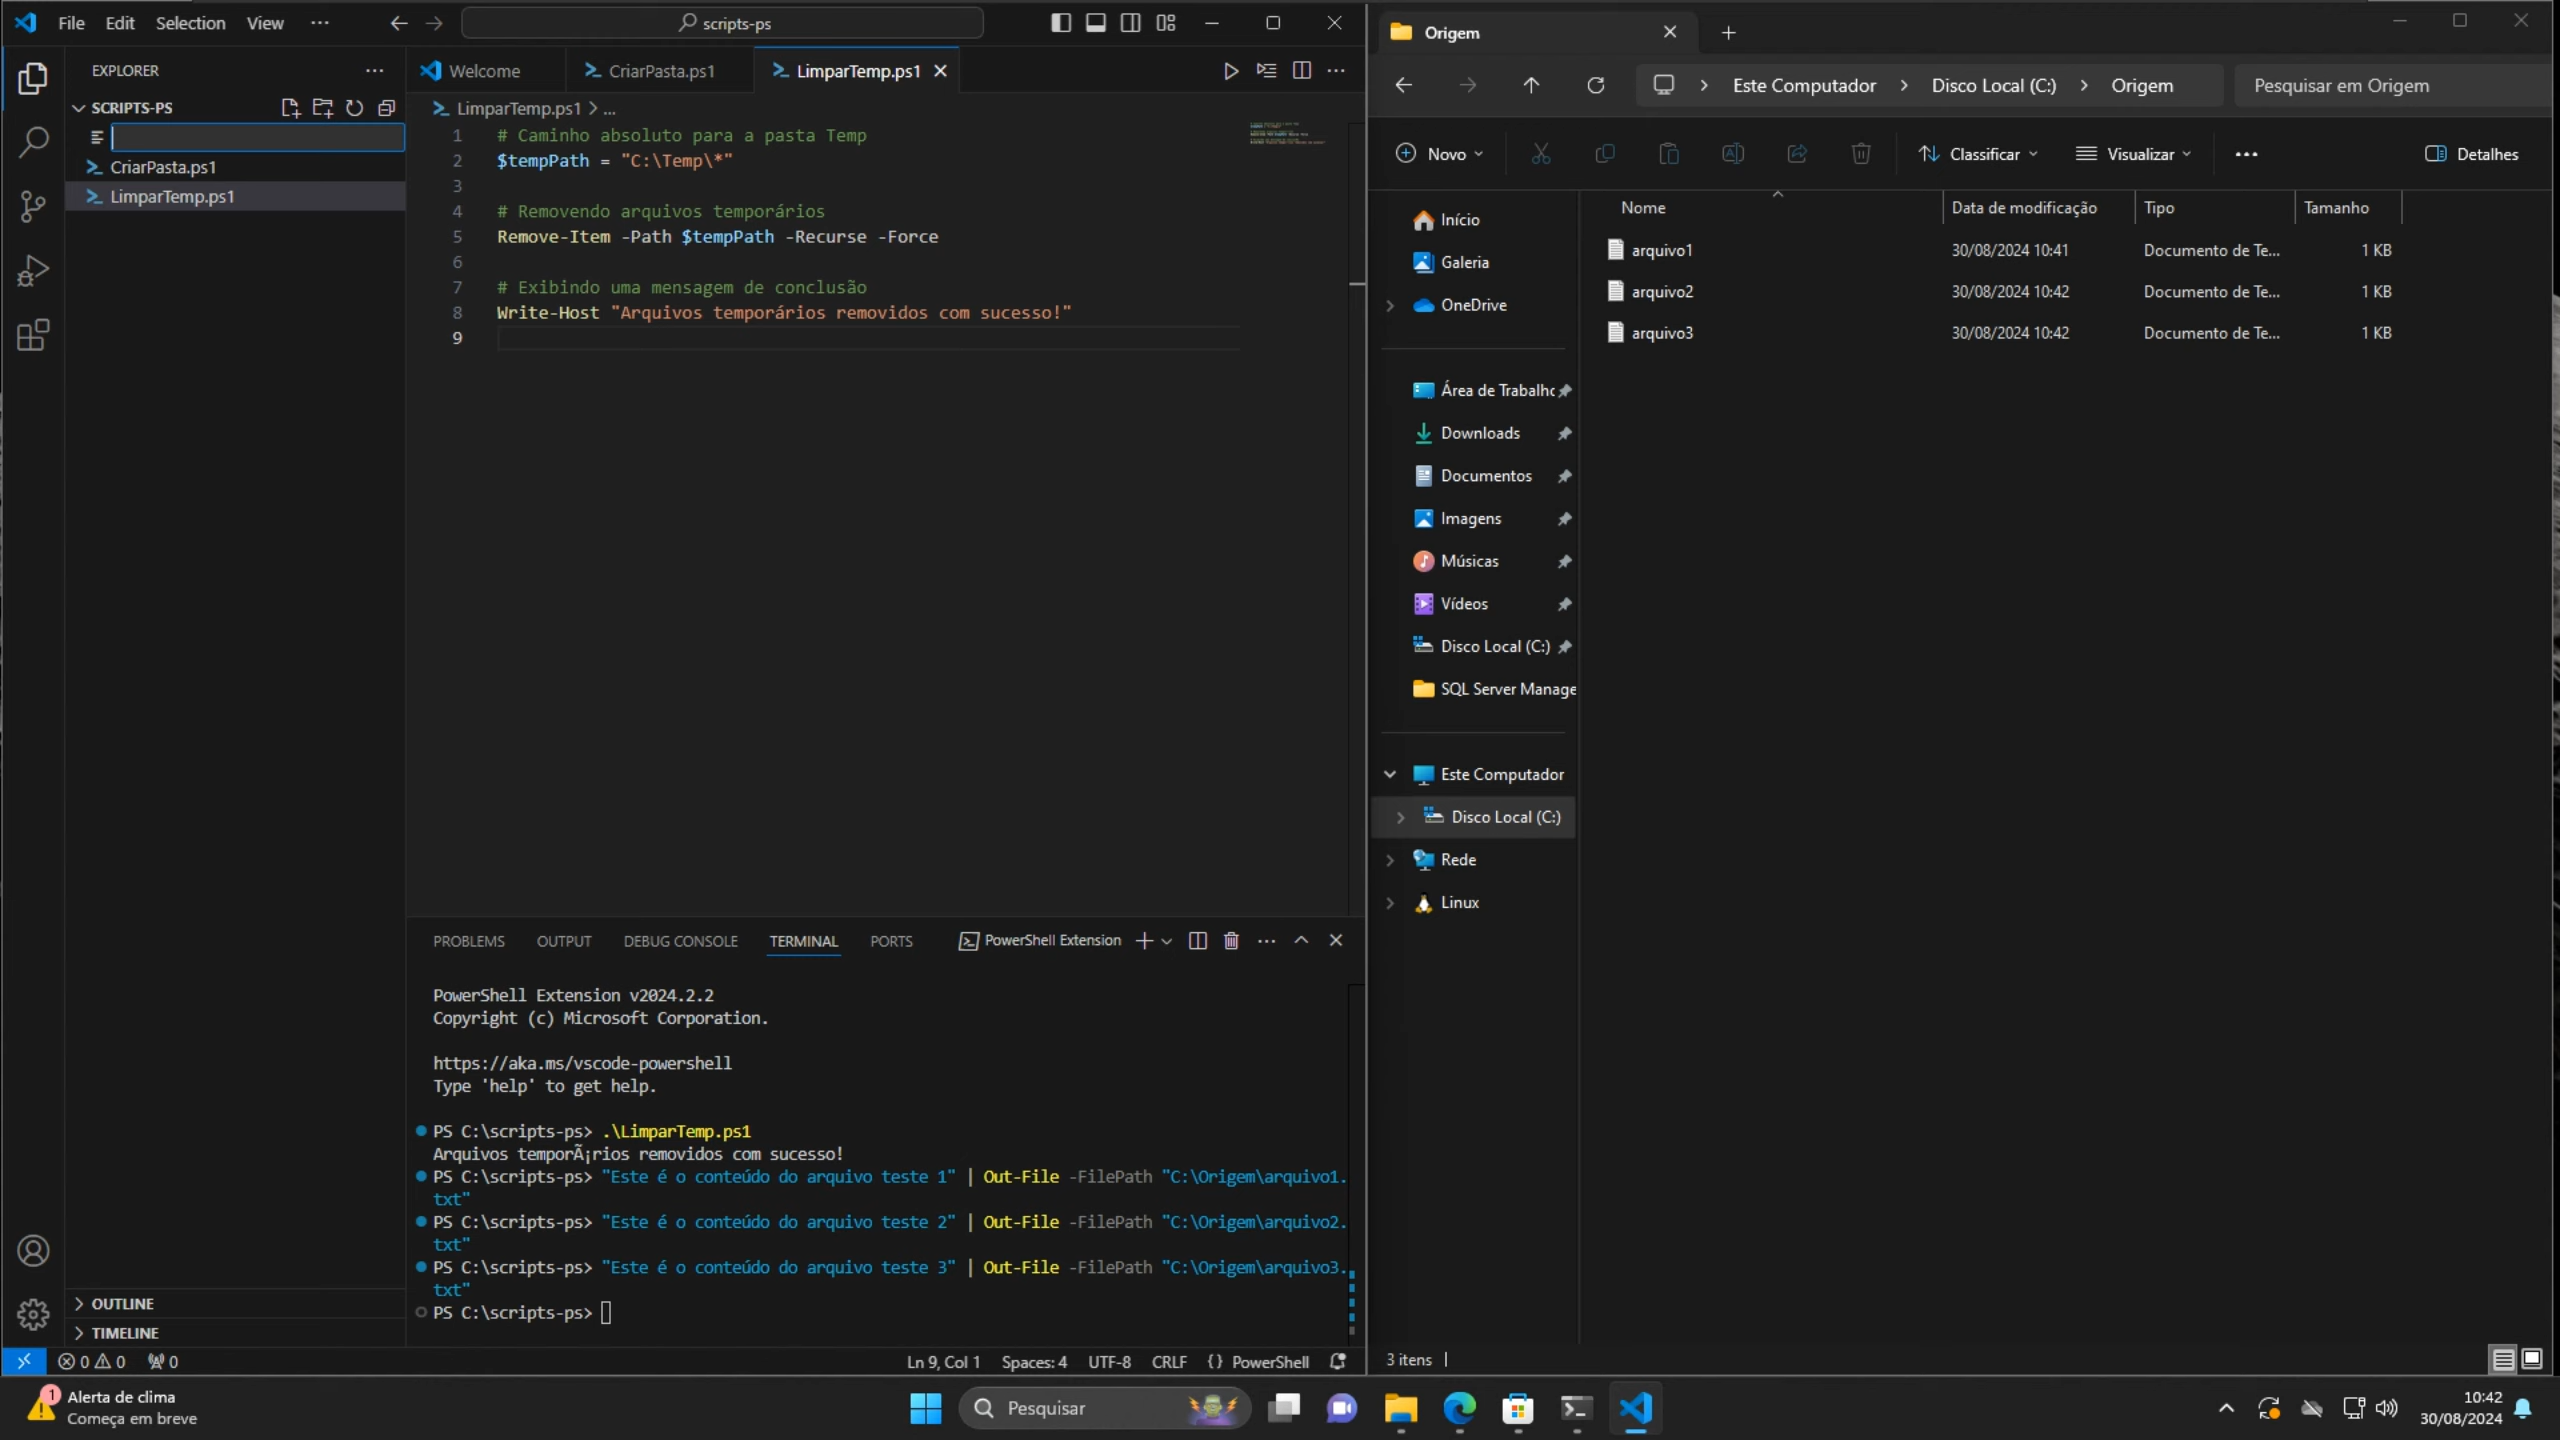 File Edit Selection View ···
scripts-ps
EXPLORER
SCRIPTS-PS
CriarPasta.ps1
LimparTemp.ps1
OUTLINE
TIMELINE
Welcome
CriarPasta.ps1
LimparTemp.ps1
LimparTemp.ps1 > ...
1 # Caminho absoluto para a pasta Temp
2 $tempPath = "C:\Temp\*"
3
4 # Removendo arquivos temporários
5 Remove-Item -Path $tempPath -Recurse -Force
6
7 # Exibindo uma mensagem de conclusão
8 Write-Host "Arquivos temporários removidos com sucesso!"
9
PROBLEMS OUTPUT DEBUG CONSOLE TERMINAL PORTS
PowerShell Extension
PowerShell Extension v2024.2.2
Copyright (c) Microsoft Corporation.
https://aka.ms/vscode-powershell
Type 'help' to get help.
PS C:\scripts-ps> .\LimparTemp.ps1
Arquivos temporÃ¡rios removidos com sucesso!
PS C:\scripts-ps> "Este é o conteúdo do arquivo teste 1" | Out-File -FilePath "C:\Origem\arquivo1.
txt"
PS C:\scripts-ps> "Este é o conteúdo do arquivo teste 2" | Out-File -FilePath "C:\Origem\arquivo2.
txt"
PS C:\scripts-ps> "Este é o conteúdo do arquivo teste 3" | Out-File -FilePath "C:\Origem\arquivo3.
txt"
PS C:\scripts-ps>
0 0 0
Ln 9, Col 1 Spaces: 4 UTF-8 CRLF {} PowerShell
Origem
Este Computador > Disco Local (C:) > Origem
Pesquisar em Origem
Novo
Classificar
Visualizar
Detalhes
Início
Galeria
OneDrive
Área de Trabalho
Downloads
Documentos
Imagens
Músicas
Vídeos
Disco Local (C:)
SQL Server Manage
Este Computador
Disco Local (C:)
Rede
Linux
Nome Data de modificação Tipo Tamanho
arquivo1 30/08/2024 10:41 Documento de Te... 1 KB
arquivo2 30/08/2024 10:42 Documento de Te... 1 KB
arquivo3 30/08/2024 10:42 Documento de Te... 1 KB
3 itens
1
Alerta de clima
Começa em breve
Pesquisar
10:42
30/08/2024